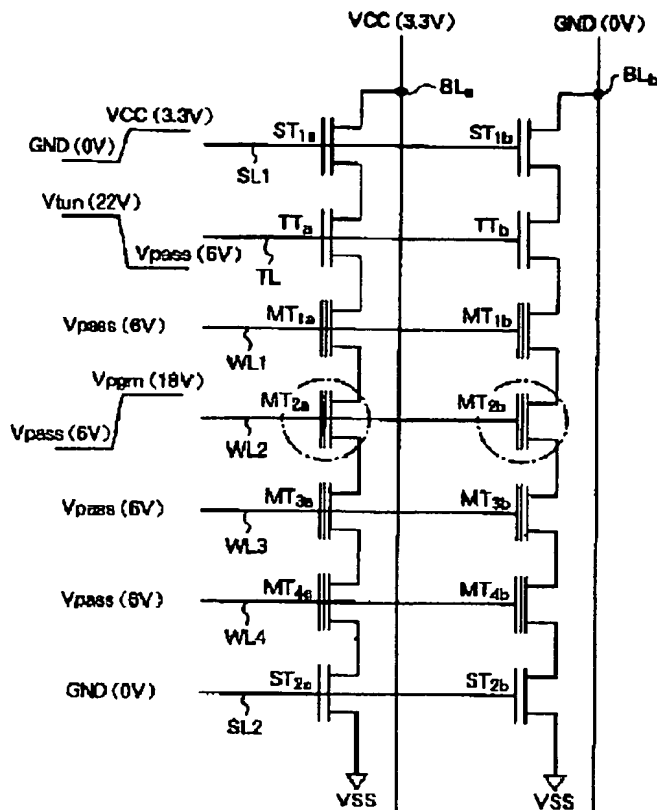 VCC (3.3V) GND (0V)
BLa BLb
VCC (3.3V)
GND (0V)
ST1a ST1b
SL1
Vtun (22V)
Vpass (6V)
TTa TTb
TL
Vpass (6V)
MT1a MT1b
WL1
Vpgm (18V)
Vpass (6V)
MT2a MT2b
WL2
Vpass (6V)
MT3a MT3b
WL3
Vpass (6V)
MT4a MT4b
WL4
GND (0V)
ST2a ST2b
SL2
VSS VSS